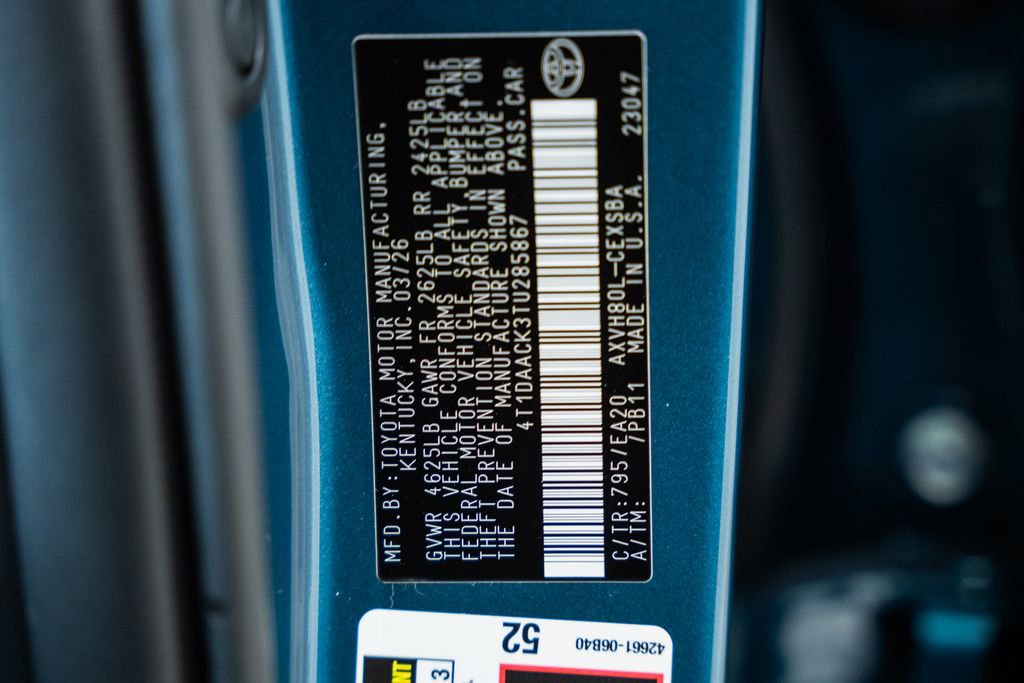 MFD.BY:TOYOTA MOTOR MANUFACTURING,
KENTUCKY, INC.03/26
GVWR 4625LB GAWR FR 2625LB RR 2425LB
THIS VEHICLE CONFORMS TO ALL APPLICABLE
FEDERAL MOTOR VEHICLE SAFETY BUMPER,AND
THEFT PREVENTION STANDARDS IN EFFECT ON
THE DATE OF MANUFACTURE SHOWN ABOVE.
4T1DAACK3TU285867 PASS.CAR
C/TR:795/EA20 AXVH80L-CEXSBA 23047
A/TM: /PB11 MADE IN U.S.A.
52
42661-06B40
3